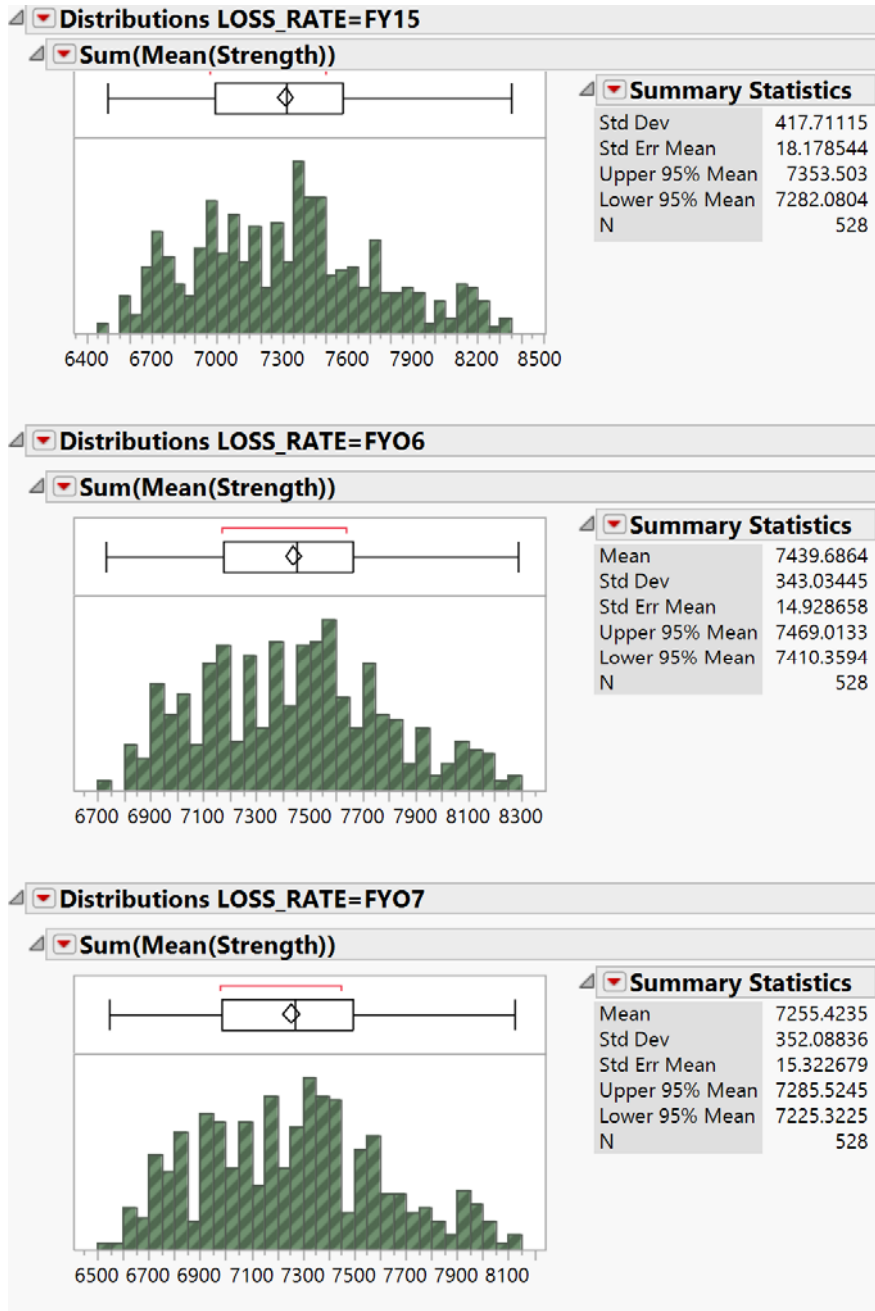 Distributions LOSS_RATE=FY15
Sum(Mean(Strength))
Summary Statistics
Std Dev 417.71115
Std Err Mean 18.178544
Upper 95% Mean 7353.503
Lower 95% Mean 7282.0804
N 528
6400 6700 7000 7300 7600 7900 8200 8500
Distributions LOSS_RATE=FYO6
Sum(Mean(Strength))
Summary Statistics
Mean 7439.6864
Std Dev 343.03445
Std Err Mean 14.928658
Upper 95% Mean 7469.0133
Lower 95% Mean 7410.3594
N 528
6700 6900 7100 7300 7500 7700 7900 8100 8300
Distributions LOSS_RATE=FYO7
Sum(Mean(Strength))
Summary Statistics
Mean 7255.4235
Std Dev 352.08836
Std Err Mean 15.322679
Upper 95% Mean 7285.5245
Lower 95% Mean 7225.3225
N 528
6500 6700 6900 7100 7300 7500 7700 7900 8100